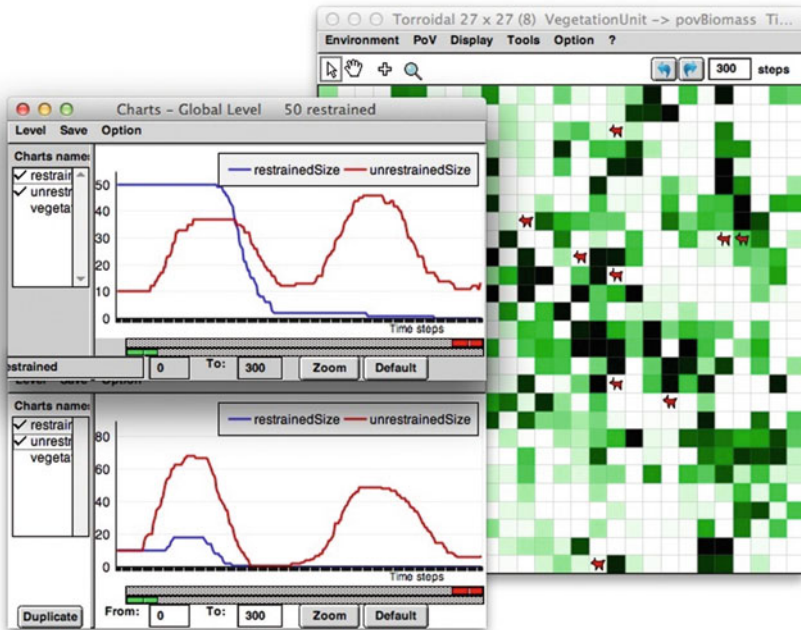 Torroidal 27 x 27 (8) VegetationUnit -> povBiomass Ti...
Environment PoV Display Tools Option ?
300 steps
Charts - Global Level 50 restrained
Level Save Option
Charts name
restrain
unrestr
vegeta
restrainedSize unrestrainedSize
50
40
30
20
10
0
Time steps
estrained 0 To: 300 Zoom Default
Level Save Option
Charts name
restrain
unrestr
vegeta
restrainedSize unrestrainedSize
80
60
40
20
0
Time steps
Duplicate From: 0 To: 300 Zoom Default